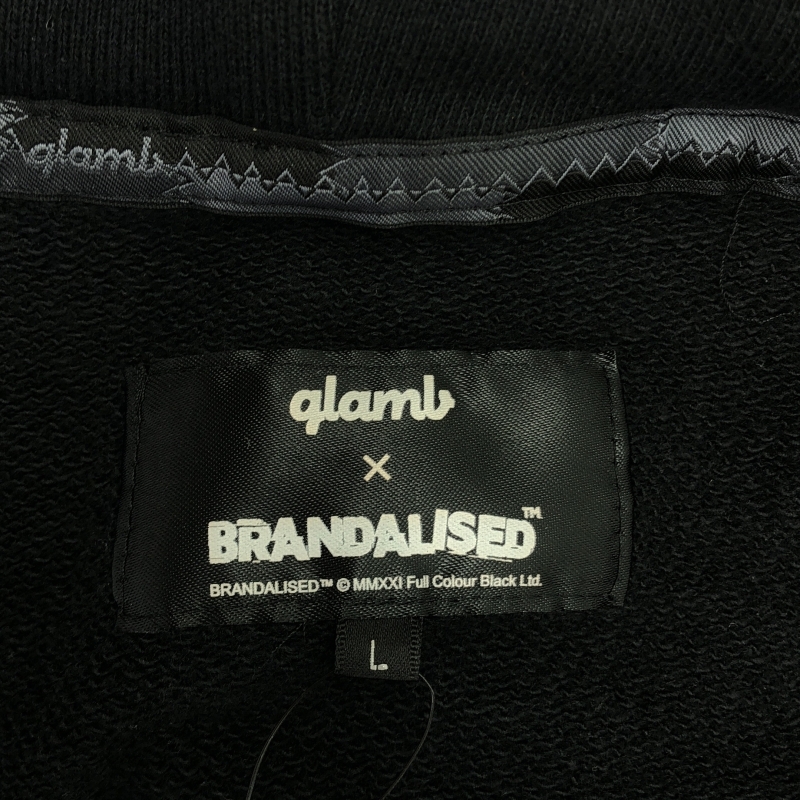 glamb
glamb
×
BRANDALISED™
BRANDALISED™ © MMXXI Full Colour Black Ltd.
L